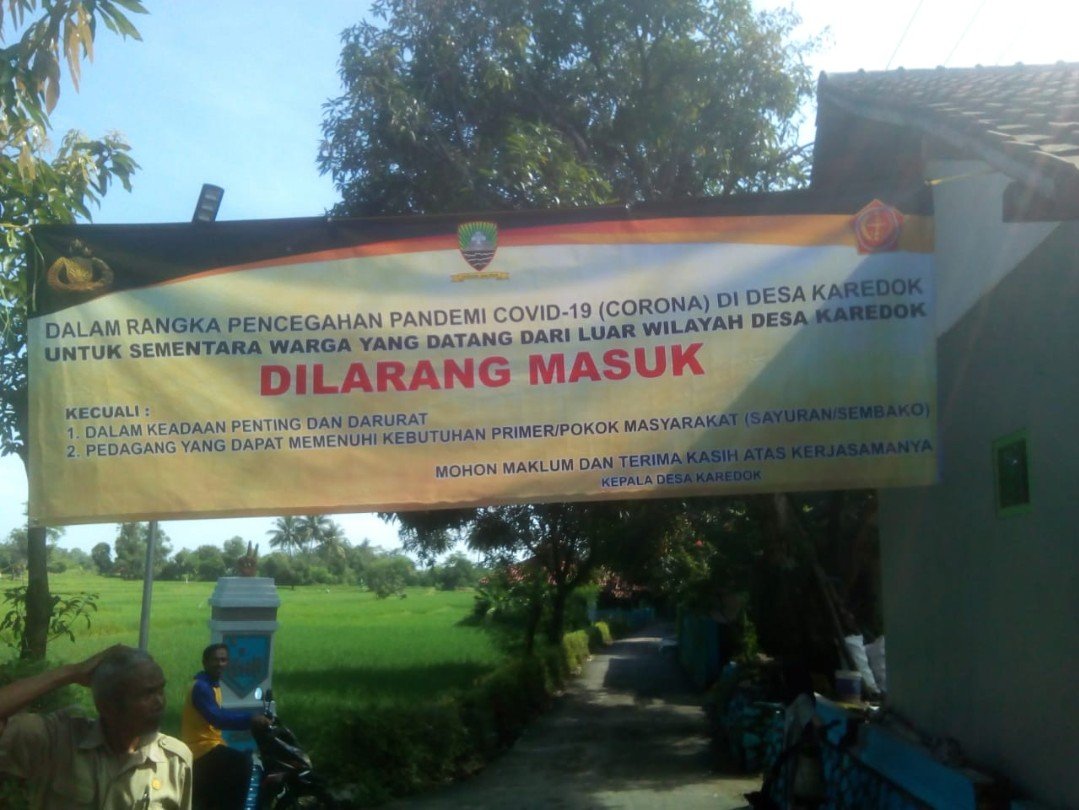 DALAM RANGKA PENCEGAHAN PANDEMI COVID-19 (CORONA) DI DESA KAREDOK
UNTUK SEMENTARA WARGA YANG DATANG DARI LUAR WILAYAH DESA KAREDOK
DILARANG MASUK
KECUALI :
1. DALAM KEADAAN PENTING DAN DARURAT
2. PEDAGANG YANG DAPAT MEMENUHI KEBUTUHAN PRIMER/POKOK MASYARAKAT (SAYURAN/SEMBAKO)
MOHON MAKLUM DAN TERIMA KASIH ATAS KERJASAMANYA
KEPALA DESA KAREDOK